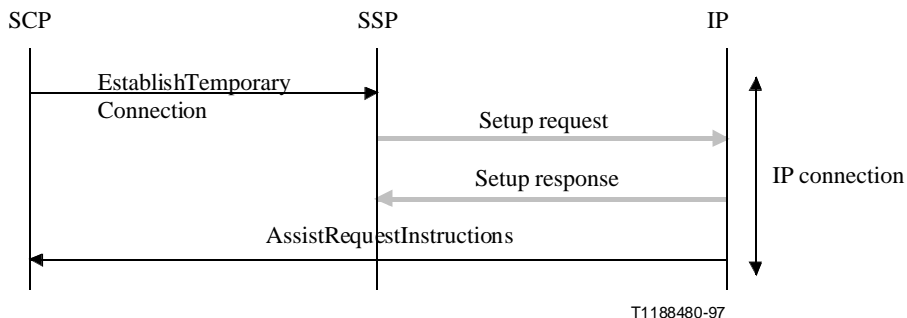 SCP
SSP
IP
EstablishTemporary
Connection
Setup request
Setup response
IP connection
AssistRequestInstructions
T1188480-97